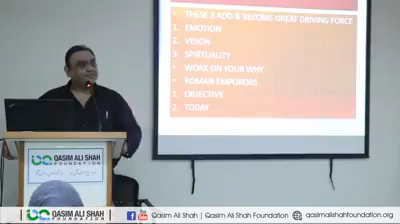 THESE 3 ADD & BECOME GREAT DRIVING FORCE
1. EMOTION
2. VISION
3. SPIRTUALITY
WORK ON YOUR WHY
ROMAN EMPORORS
1. OBJECTIVE
2. TODAY
QASIM ALI SHAH
FOUNDATION
QASIM ALI SHAH
FOUNDATION
Qasim Ali Shah | Qasim Ali Shah Foundation
qasimalishahfoundation.org